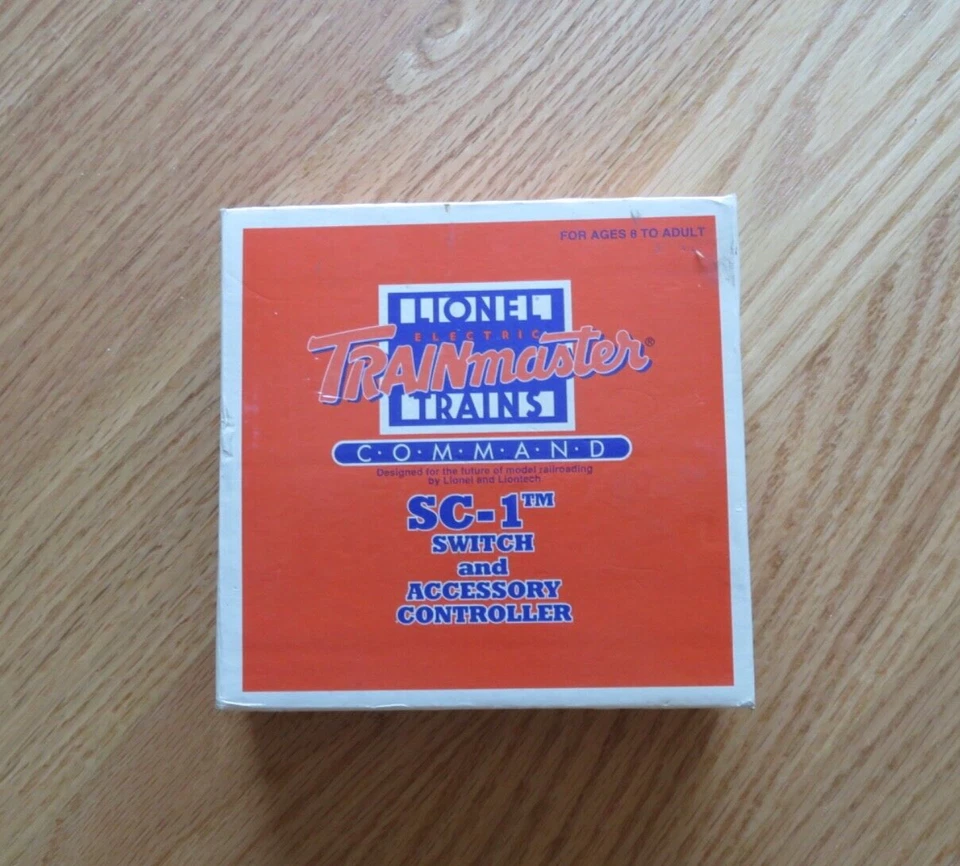 FOR AGES 8 TO ADULT
LIONEL
ELECTRIC
TRAINmaster®
TRAINS
C·O·M·M·A·N·D
Designed for the future of model railroading
by Lionel and Liontech
SC-1™
SWITCH
and
ACCESSORY
CONTROLLER